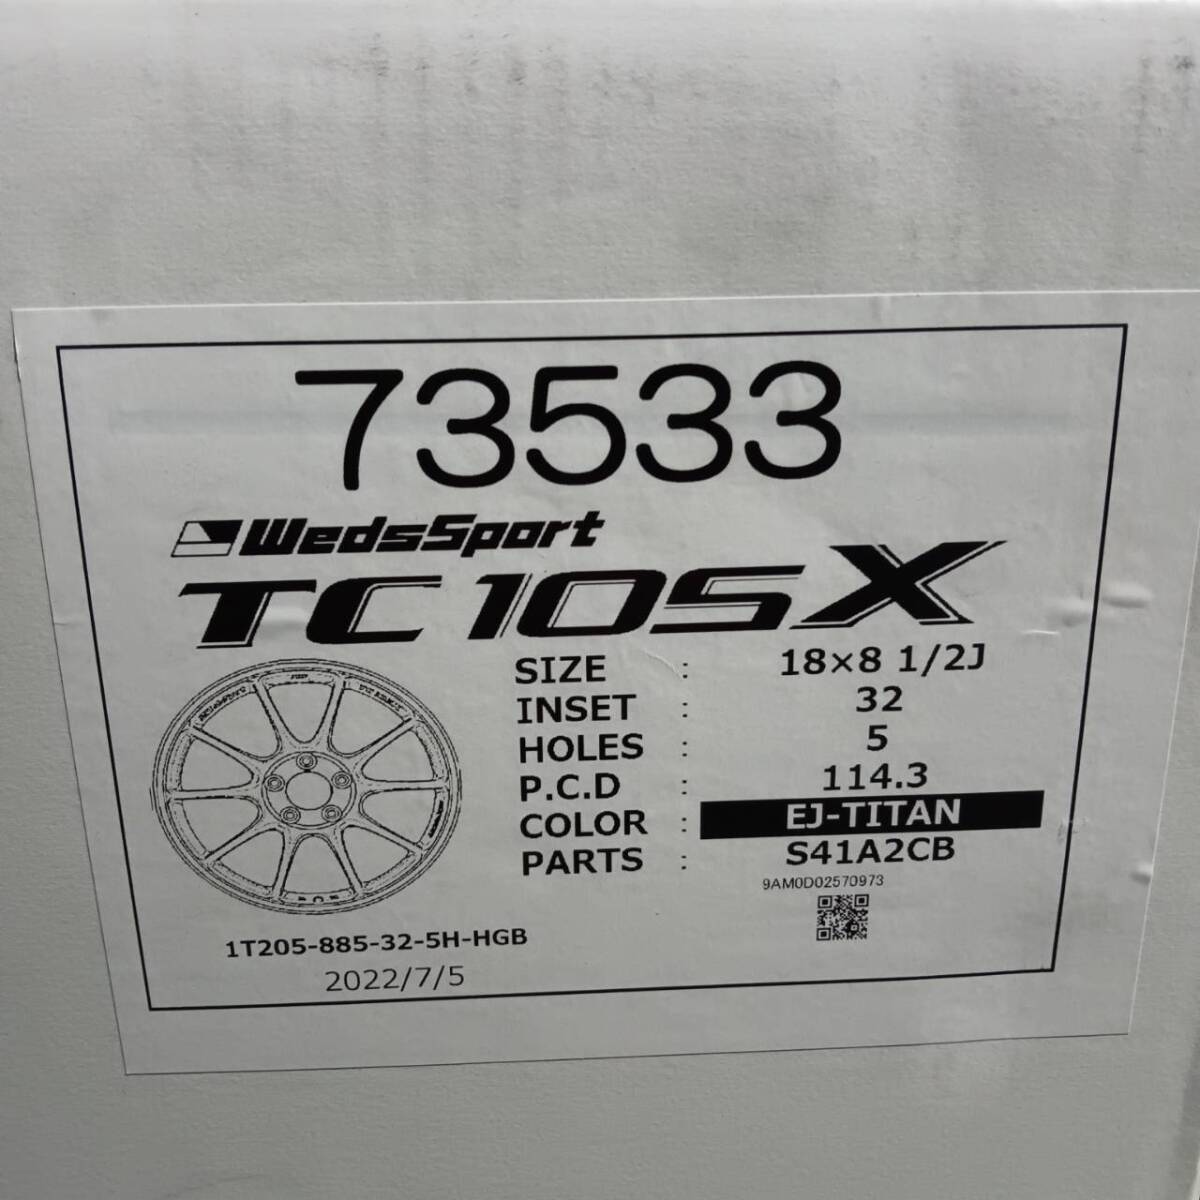 73533
WedsSport
TC105X
SIZE : 18×8 1/2J
INSET : 32
HOLES : 5
P.C.D : 114.3
COLOR : EJ-TITAN
PARTS : S41A2CB
9AM0D02570973
1T205-885-32-5H-HGB
2022/7/5